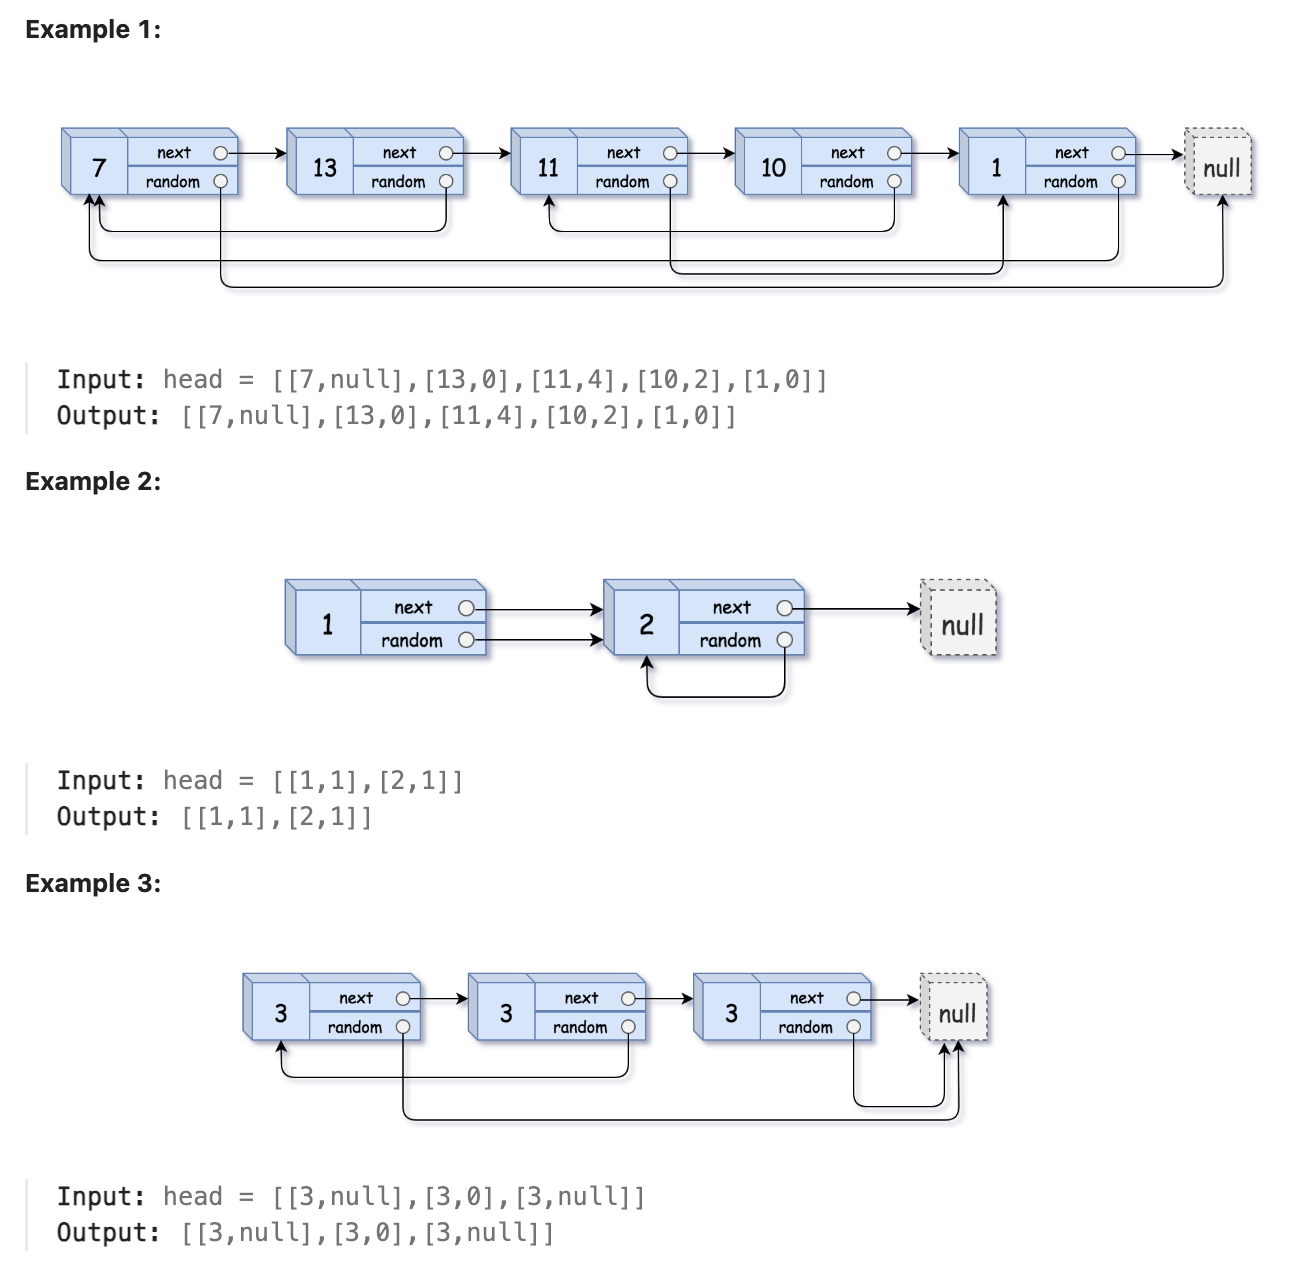 Example 1:
7 next random 13 next random 11 next random 10 next random 1 next random null
Input: head = [[7,null],[13,0],[11,4],[10,2],[1,0]]
Output: [[7,null],[13,0],[11,4],[10,2],[1,0]]
Example 2:
1 next random 2 next random null
Input: head = [[1,1],[2,1]]
Output: [[1,1],[2,1]]
Example 3:
3 next random 3 next random 3 next random null
Input: head = [[3,null],[3,0],[3,null]]
Output: [[3,null],[3,0],[3,null]]